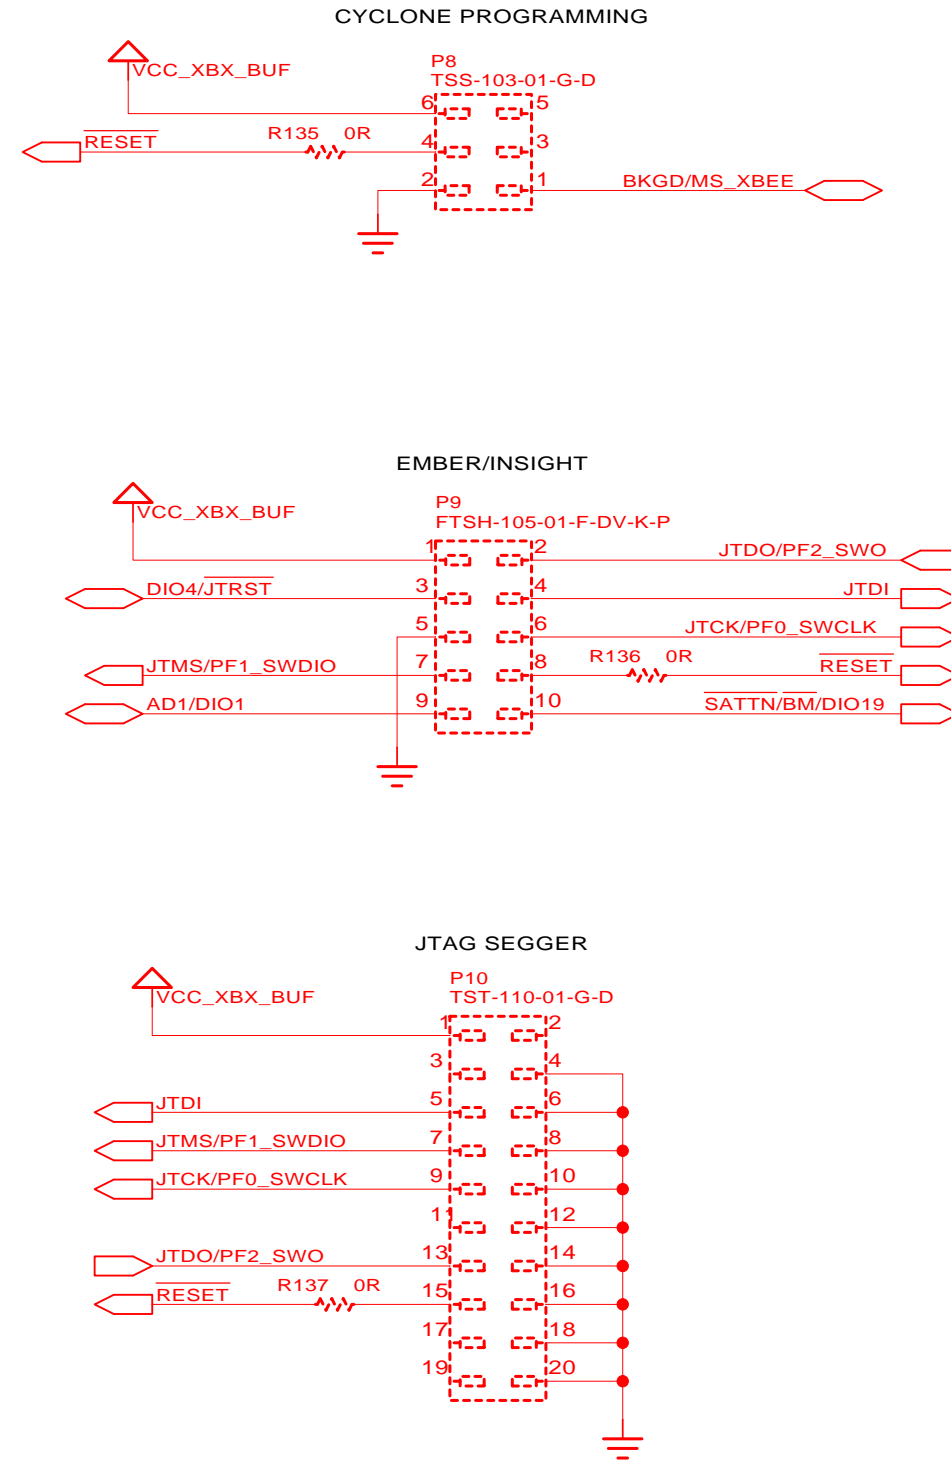 CYCLONE PROGRAMMING
P8
TSS-103-01-G-D
VCC_XBX_BUF
6 5
RESET R135 0R 4 3
2 1 BKGD/MS_XBEE
EMBER/INSIGHT
P9
FTSH-105-01-F-DV-K-P
VCC_XBX_BUF
1 2 JTDO/PF2_SWO
DIO4/JTRST 3 4 JTDI
5 6 JTCK/PF0_SWCLK
JTMS/PF1_SWDIO 7 8 R136 0R RESET
AD1/DIO1 9 10 SATTN/BM/DIO19
JTAG SEGGER
P10
TST-110-01-G-D
VCC_XBX_BUF
1 2
3 4
JTDI 5 6
JTMS/PF1_SWDIO 7 8
JTCK/PF0_SWCLK 9 10
11 12
JTDO/PF2_SWO 13 14
RESET R137 0R 15 16
17 18
19 20